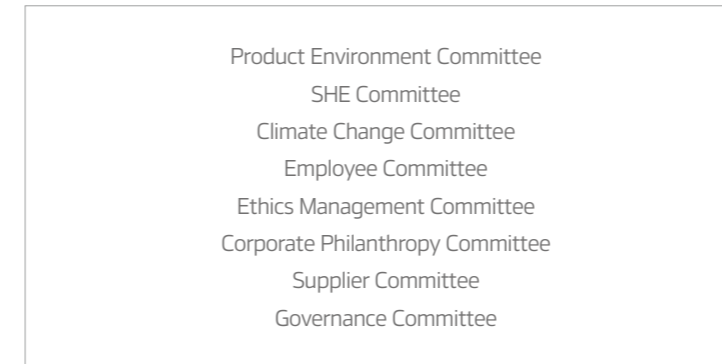 Product Environment Committee
SHE Committee
Climate Change Committee
Employee Committee
Ethics Management Committee
Corporate Philanthropy Committee
Supplier Committee
Governance Committee